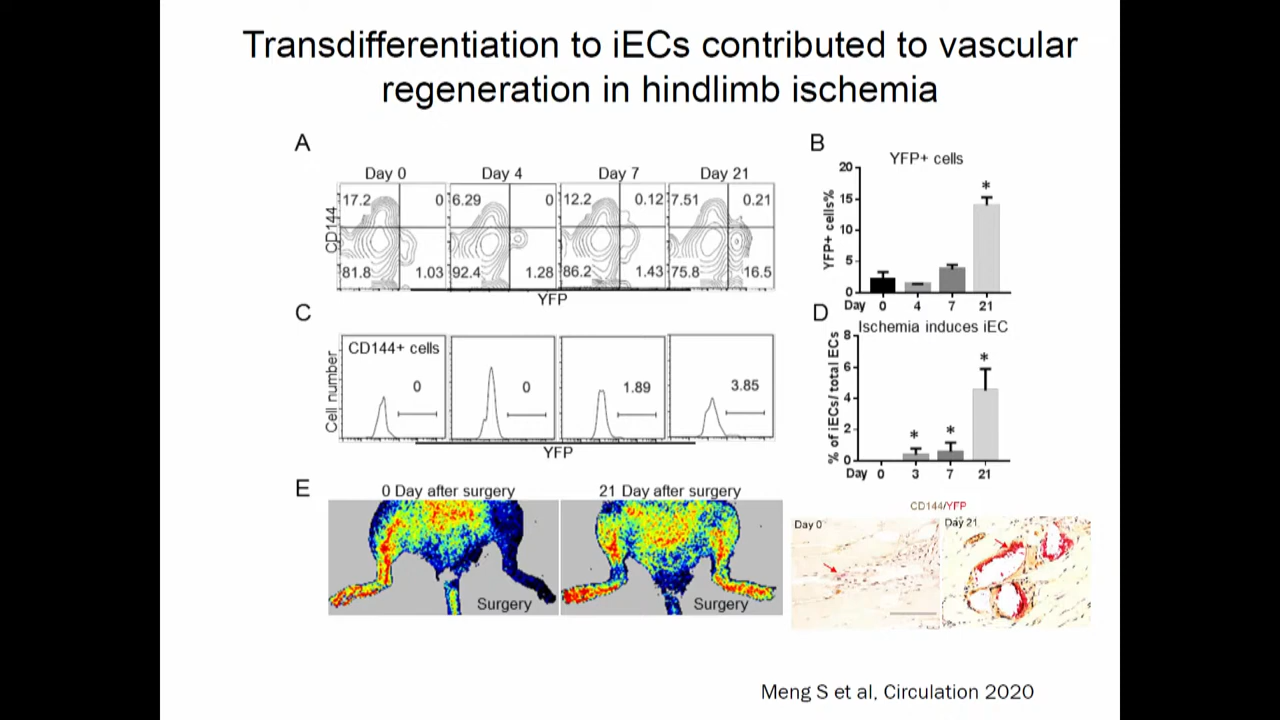 Transdifferentiation to iECs contributed to vascular
regeneration in hindlimb ischemia
A
Day 0
Day 4
Day 7
Day 21
CD144
17.2
0
81.8
1.03
6.29
0
92.4
1.28
12.2
0.12
86.2
1.43
7.51
0.21
75.8
16.5
YFP
B
YFP+ cells
YFP+ cells%
20
15
10
5
0
*
Day 0 4 7 21
C
Cell number
CD144+ cells
0
0
1.89
3.85
YFP
D
Ischemia induces iEC
% of iECs/ total ECs
8
6
4
2
0
* * *
Day 0 3 7 21
E
0 Day after surgery
Surgery
21 Day after surgery
Surgery
CD144/YFP
Day 0
Day 21
Meng S et al, Circulation 2020